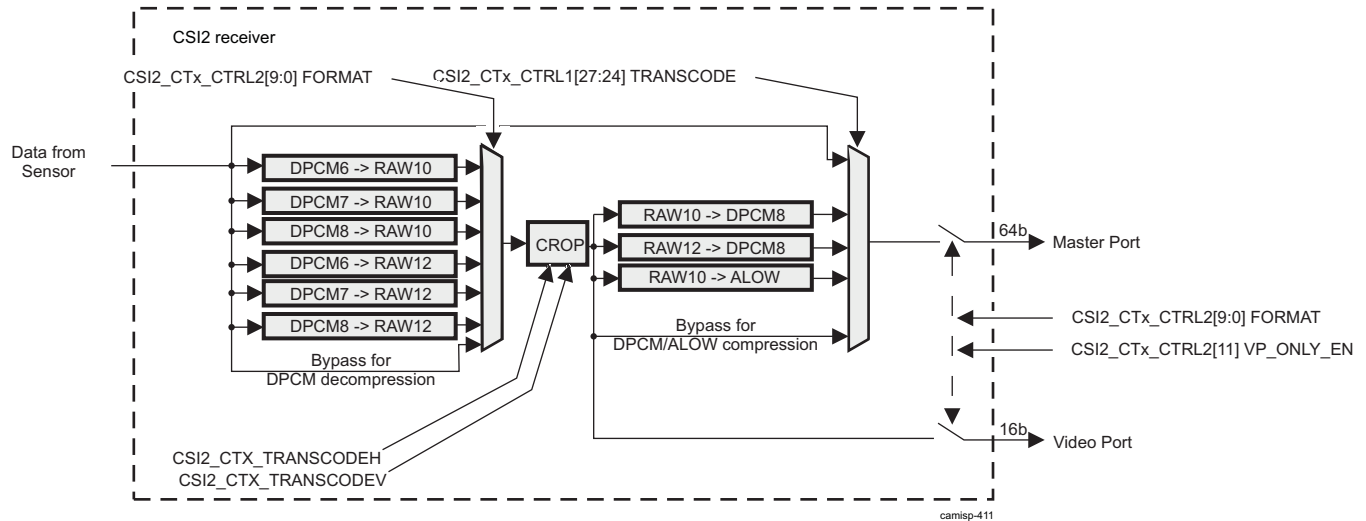 CSI2 receiver
CSI2_CTx_CTRL2[9:0] FORMAT
CSI2_CTx_CTRL1[27:24] TRANSCODE
Data from
Sensor
DPCM6 -> RAW10
DPCM7 -> RAW10
DPCM8 -> RAW10
DPCM6 -> RAW12
DPCM7 -> RAW12
DPCM8 -> RAW12
Bypass for
DPCM decompression
CROP
RAW10 -> DPCM8
RAW12 -> DPCM8
RAW10 -> ALOW
Bypass for
DPCM/ALOW compression
64b
Master Port
CSI2_CTx_CTRL2[9:0] FORMAT
CSI2_CTx_CTRL2[11] VP_ONLY_EN
16b
Video Port
CSI2_CTX_TRANSCODEH
CSI2_CTX_TRANSCODEV
camisp-411